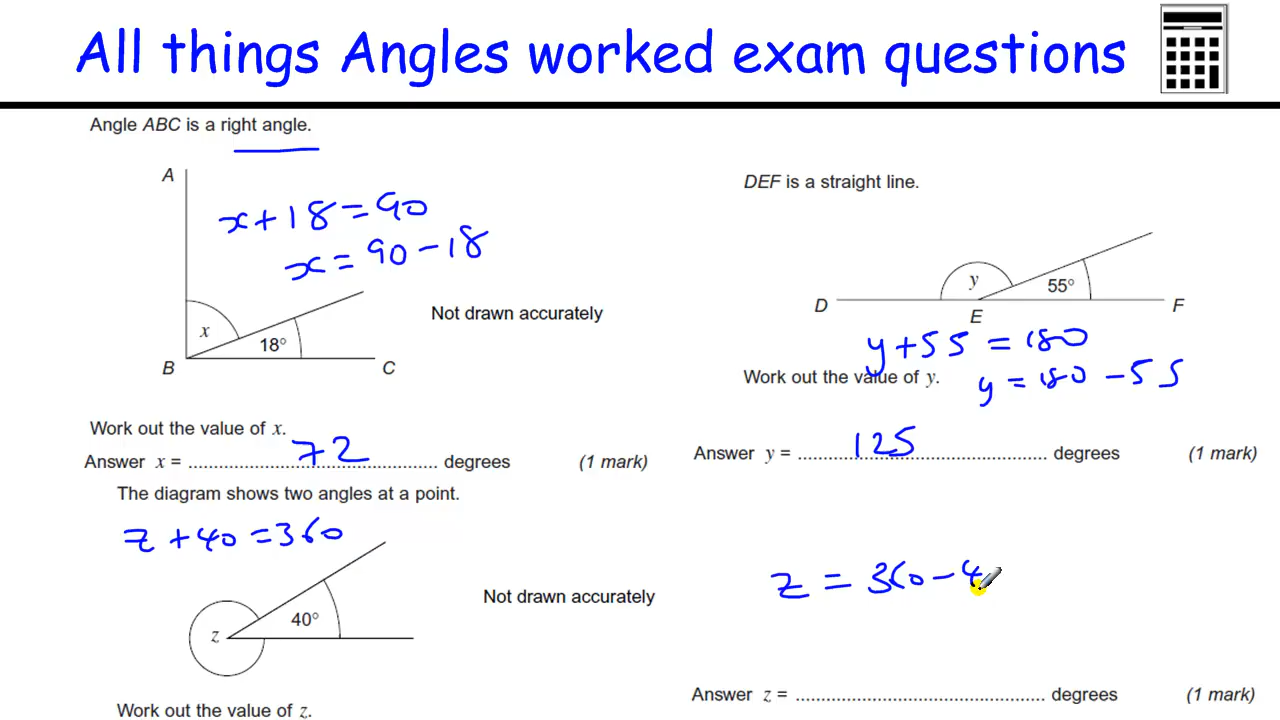 All things Angles worked exam questions
Angle ABC is a right angle.
A
x + 18 = 90
x = 90 - 18
x
18°
B
C
Not drawn accurately
Work out the value of x.
72
Answer x = ................................................ degrees (1 mark)
DEF is a straight line.
y
55°
D
E
F
y + 55 = 180
Work out the value of y.
y = 180 - 55
125
Answer y = ................................................ degrees (1 mark)
The diagram shows two angles at a point.
z + 40 = 360
z
40°
Not drawn accurately
Work out the value of z.
z = 360 - 4
Answer z = ................................................ degrees (1 mark)